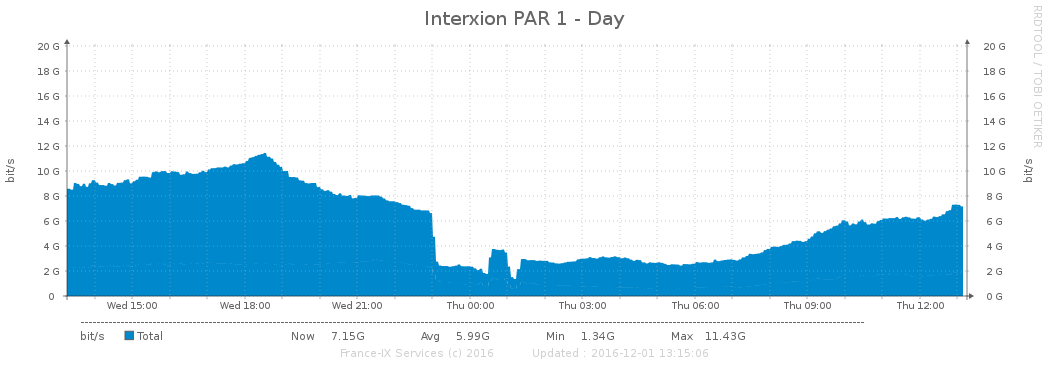 Interxion PAR 1 - Day
RRDTOOL / TOBI OETIKER
bit/s
bit/s
20 G 20 G
18 G 18 G
16 G 16 G
14 G 14 G
12 G 12 G
10 G 10 G
8 G 8 G
6 G 6 G
4 G 4 G
2 G 2 G
0 0 G
Wed 15:00 Wed 18:00 Wed 21:00 Thu 00:00 Thu 03:00 Thu 06:00 Thu 09:00 Thu 12:00
bit/s Total Now 7.15G Avg 5.99G Min 1.34G Max 11.43G
France-IX Services (c) 2016 Updated : 2016-12-01 13:15:06